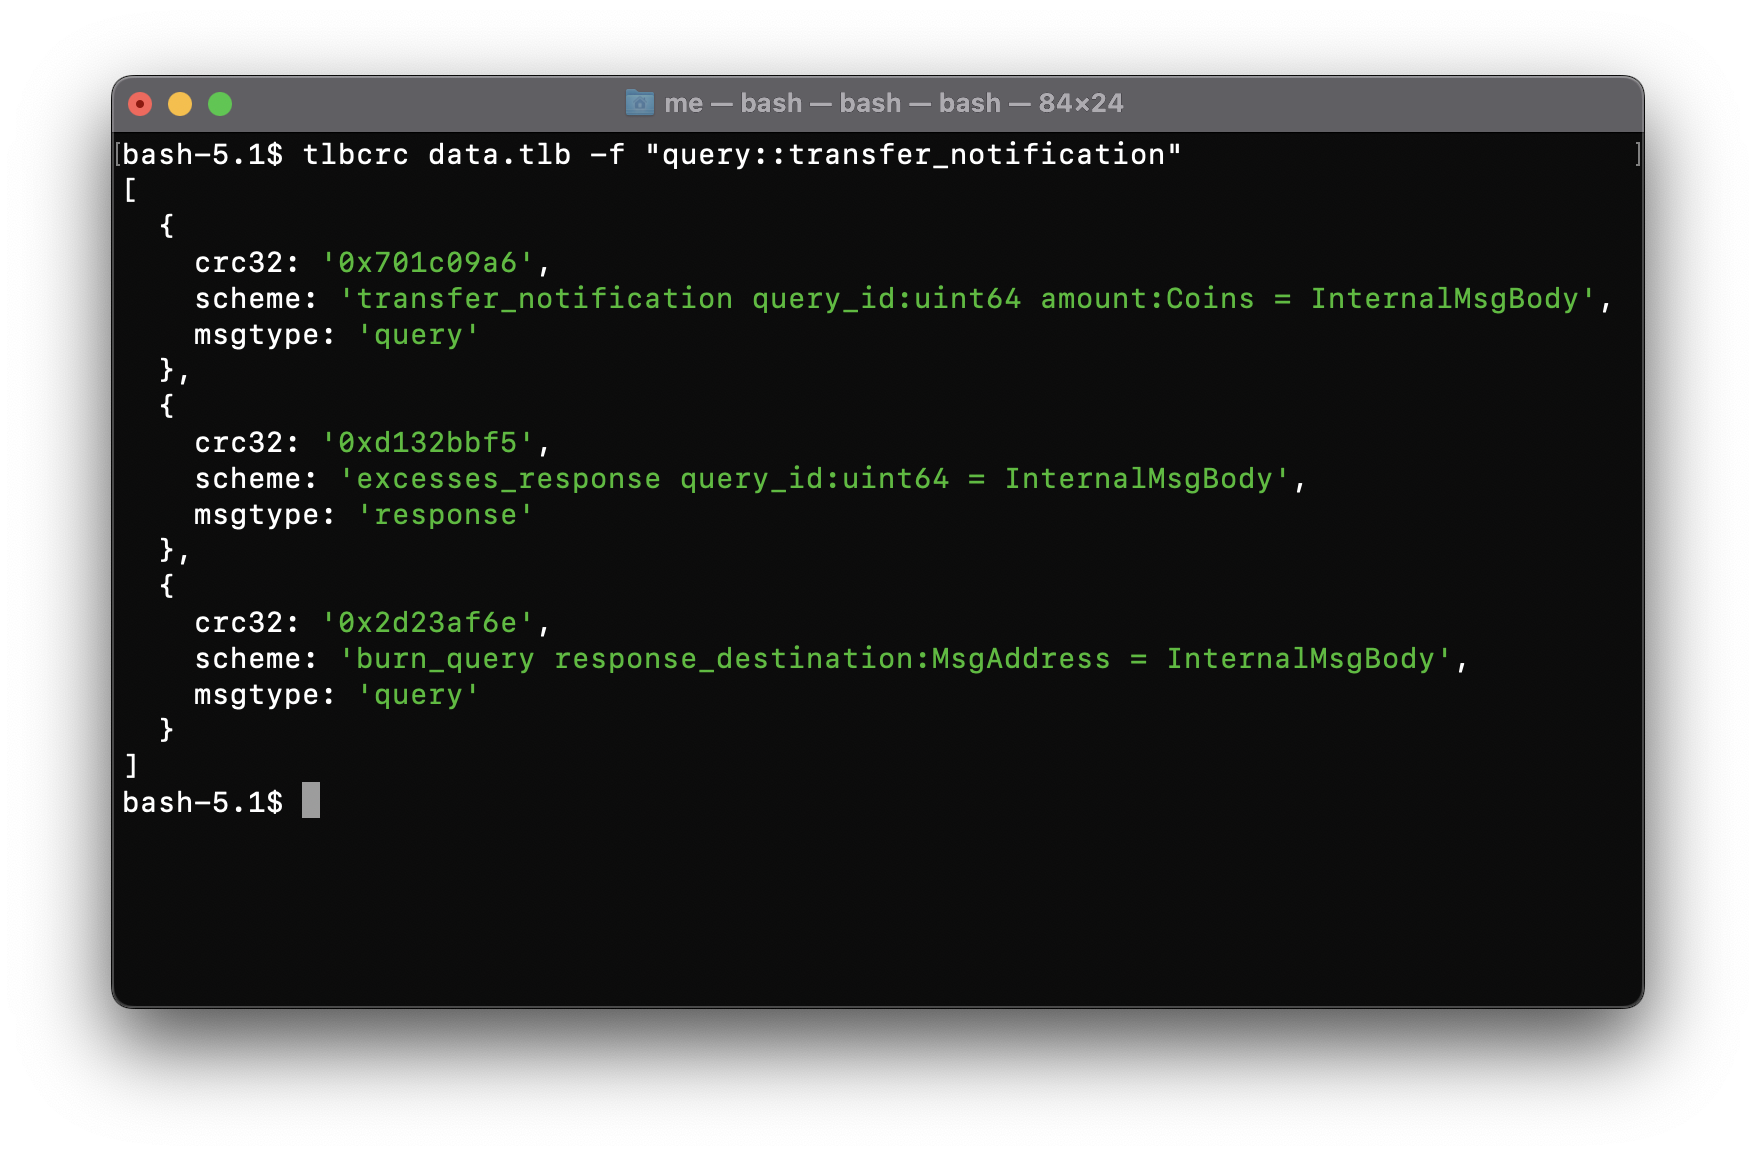 me — bash — bash — bash — 84×24
[bash-5.1$ tlbcrc data.tlb -f "query::transfer_notification" ]
[
  {
    crc32: '0x701c09a6',
    scheme: 'transfer_notification query_id:uint64 amount:Coins = InternalMsgBody',
    msgtype: 'query'
  },
  {
    crc32: '0xd132bbf5',
    scheme: 'excesses_response query_id:uint64 = InternalMsgBody',
    msgtype: 'response'
  },
  {
    crc32: '0x2d23af6e',
    scheme: 'burn_query response_destination:MsgAddress = InternalMsgBody',
    msgtype: 'query'
  }
]
bash-5.1$